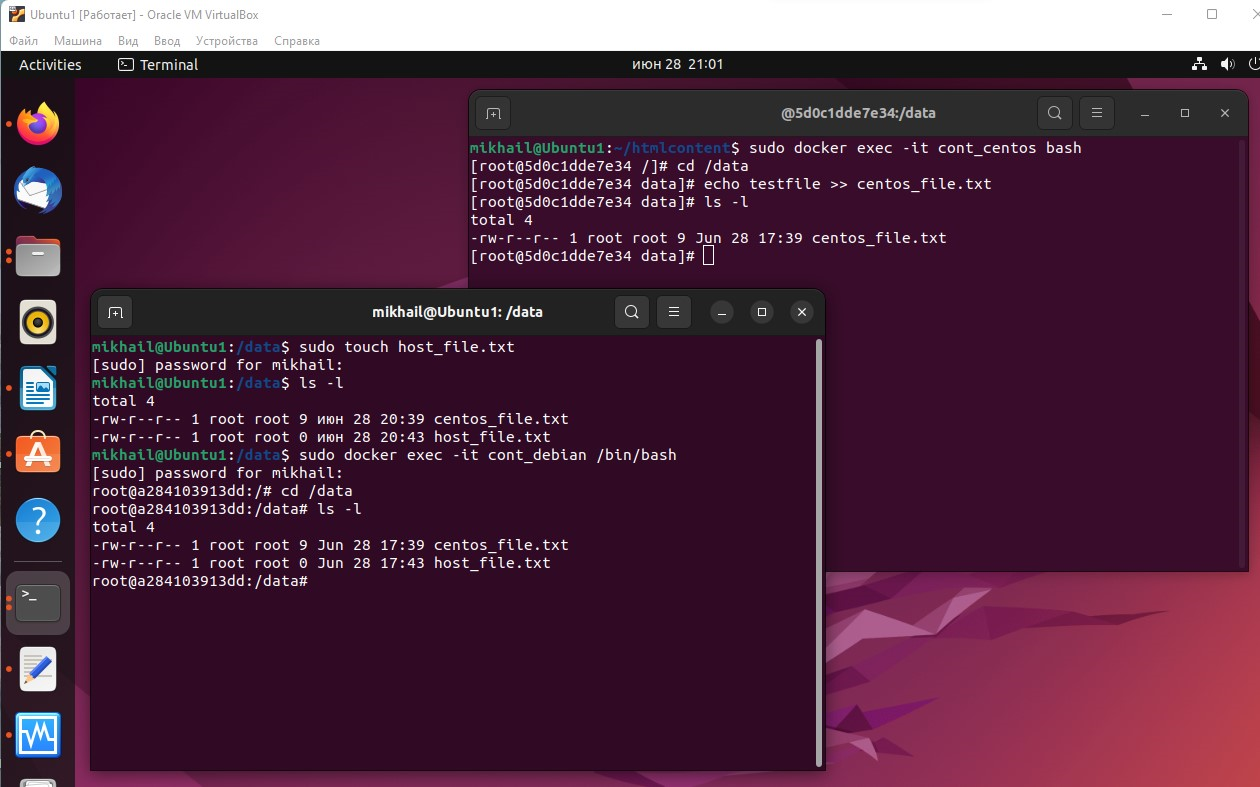 Ubuntu1 [Работает] - Oracle VM VirtualBox
Файл Машина Вид Ввод Устройства Справка
Activities Terminal июн 28 21:01
@5d0c1dde7e34:/data
mikhail@Ubuntu1:~/htmlcontent$ sudo docker exec -it cont_centos bash
[root@5d0c1dde7e34 /]# cd /data
[root@5d0c1dde7e34 data]# echo testfile >> centos_file.txt
[root@5d0c1dde7e34 data]# ls -l
total 4
-rw-r--r-- 1 root root 9 Jun 28 17:39 centos_file.txt
[root@5d0c1dde7e34 data]#
mikhail@Ubuntu1: /data
mikhail@Ubuntu1:/data$ sudo touch host_file.txt
[sudo] password for mikhail:
mikhail@Ubuntu1:/data$ ls -l
total 4
-rw-r--r-- 1 root root 9 июн 28 20:39 centos_file.txt
-rw-r--r-- 1 root root 0 июн 28 20:43 host_file.txt
mikhail@Ubuntu1:/data$ sudo docker exec -it cont_debian /bin/bash
[sudo] password for mikhail:
root@a284103913dd:/# cd /data
root@a284103913dd:/data# ls -l
total 4
-rw-r--r-- 1 root root 9 Jun 28 17:39 centos_file.txt
-rw-r--r-- 1 root root 0 Jun 28 17:43 host_file.txt
root@a284103913dd:/data#